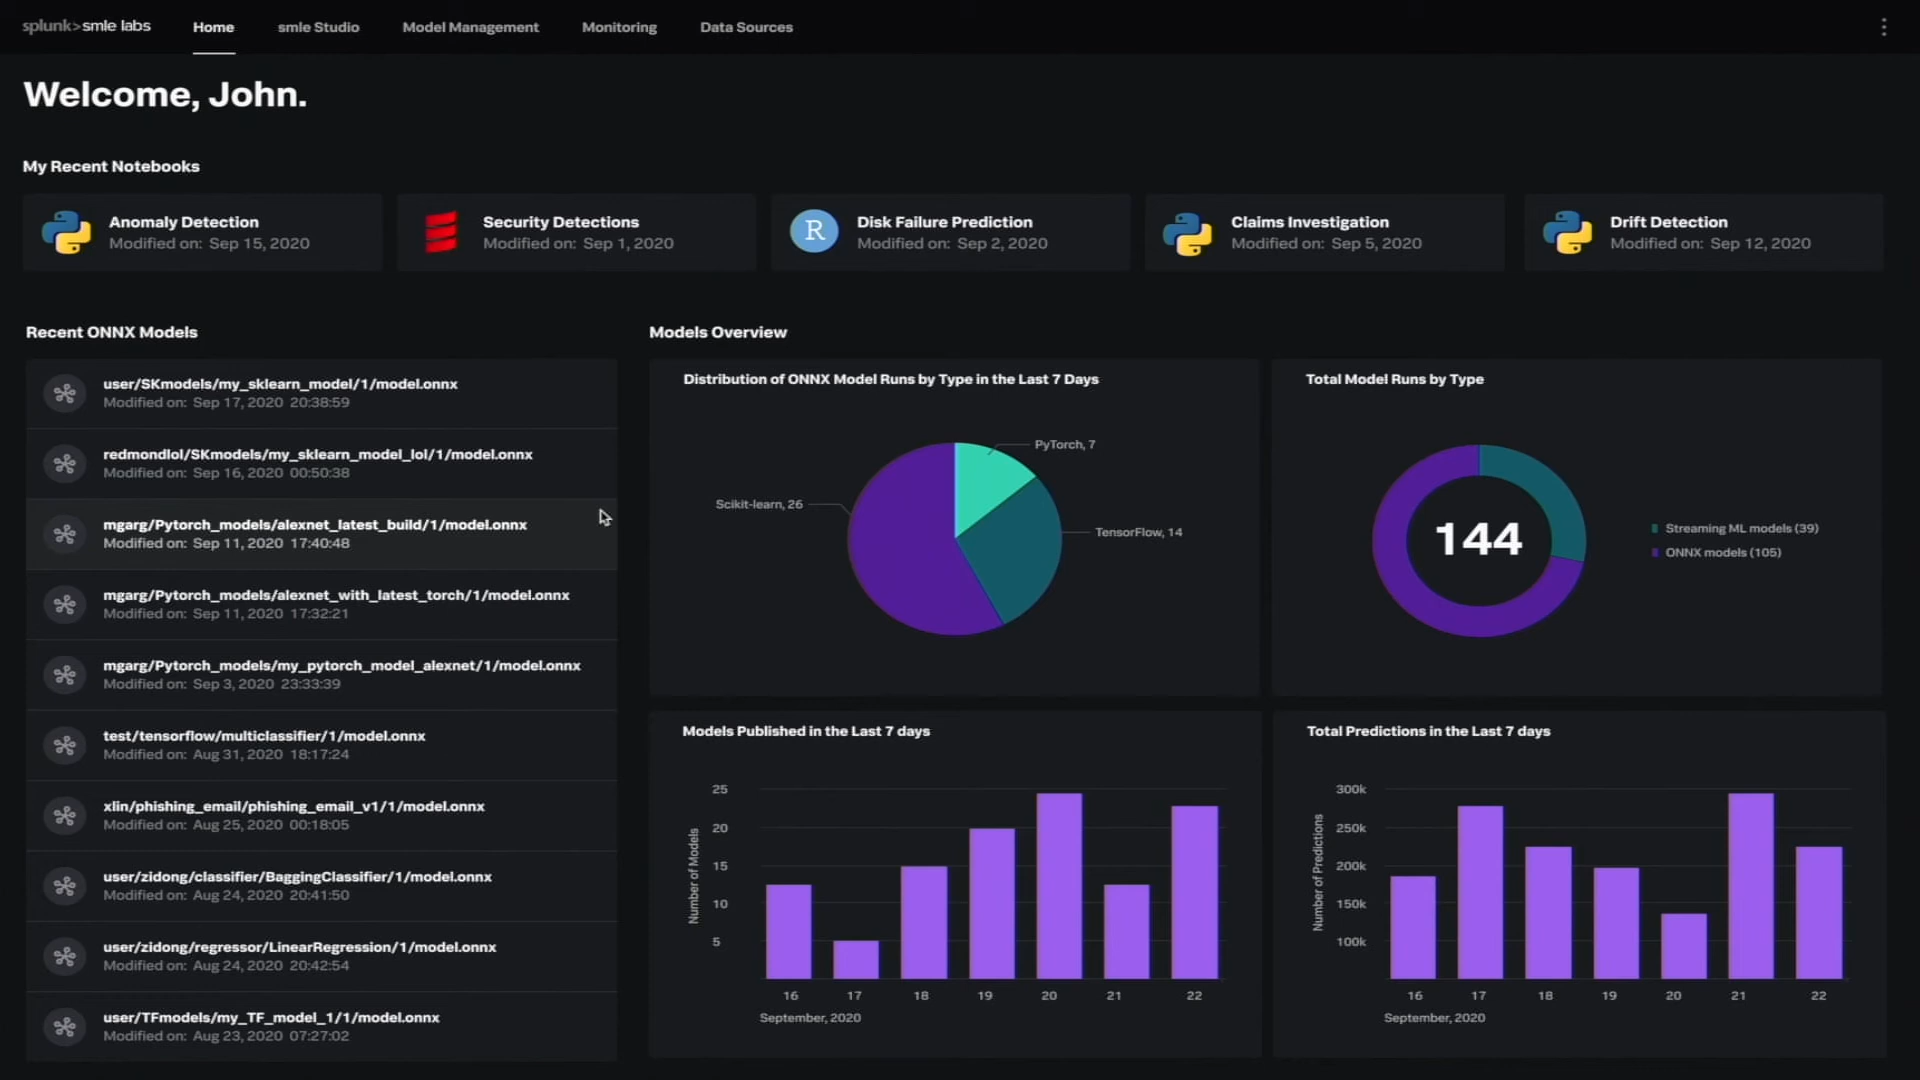 splunk>smle labs
Home
smle Studio
Model Management
Monitoring
Data Sources
Welcome, John.
My Recent Notebooks
Anomaly Detection
Modified on: Sep 15, 2020
Security Detections
Modified on: Sep 1, 2020
R
Disk Failure Prediction
Modified on: Sep 2, 2020
Claims Investigation
Modified on: Sep 5, 2020
Drift Detection
Modified on: Sep 12, 2020
Recent ONNX Models
user/SKmodels/my_sklearn_model/1/model.onnx
Modified on: Sep 17, 2020 20:38:59
redmondlol/SKmodels/my_sklearn_model_lol/1/model.onnx
Modified on: Sep 16, 2020 00:50:38
mgarg/Pytorch_models/alexnet_latest_build/1/model.onnx
Modified on: Sep 11, 2020 17:40:48
mgarg/Pytorch_models/alexnet_with_latest_torch/1/model.onnx
Modified on: Sep 11, 2020 17:32:21
mgarg/Pytorch_models/my_pytorch_model_alexnet/1/model.onnx
Modified on: Sep 3, 2020 23:33:39
test/tensorflow/multiclassifier/1/model.onnx
Modified on: Aug 31, 2020 18:17:24
xlin/phishing_email/phishing_email_v1/1/model.onnx
Modified on: Aug 25, 2020 00:18:05
user/zidong/classifier/BaggingClassifier/1/model.onnx
Modified on: Aug 24, 2020 20:41:50
user/zidong/regressor/LinearRegression/1/model.onnx
Modified on: Aug 24, 2020 20:42:54
user/TFmodels/my_TF_model_1/1/model.onnx
Modified on: Aug 23, 2020 07:27:02
Models Overview
Distribution of ONNX Model Runs by Type in the Last 7 Days
PyTorch, 7
Scikit-learn, 26
TensorFlow, 14
Total Model Runs by Type
144
Streaming ML models (39)
ONNX models (105)
Models Published in the Last 7 days
Number of Models
25
20
15
10
5
16 17 18 19 20 21 22
September, 2020
Total Predictions in the Last 7 days
Number of Predictions
300k
250k
200k
150k
100k
16 17 18 19 20 21 22
September, 2020